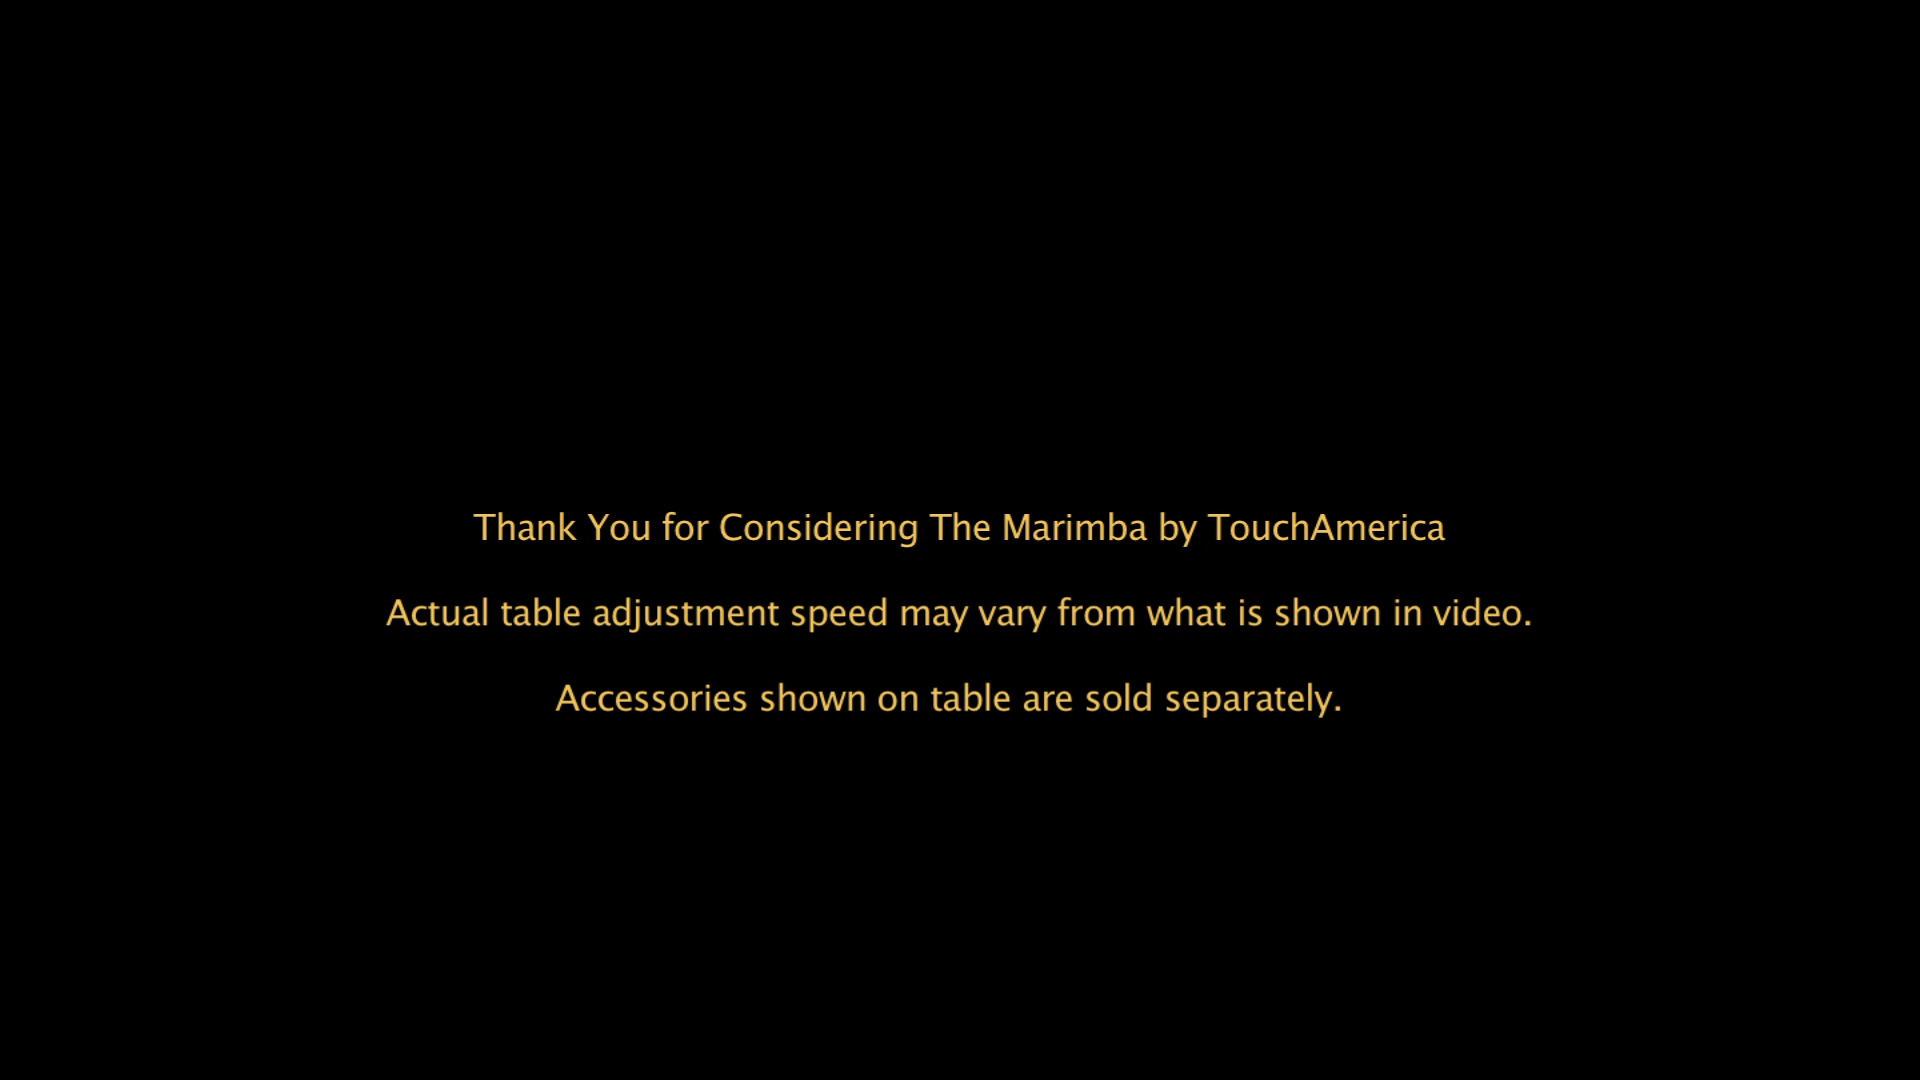 Thank You for Considering The Marimba by TouchAmerica
Actual table adjustment speed may vary from what is shown in video.
Accessories shown on table are sold separately.